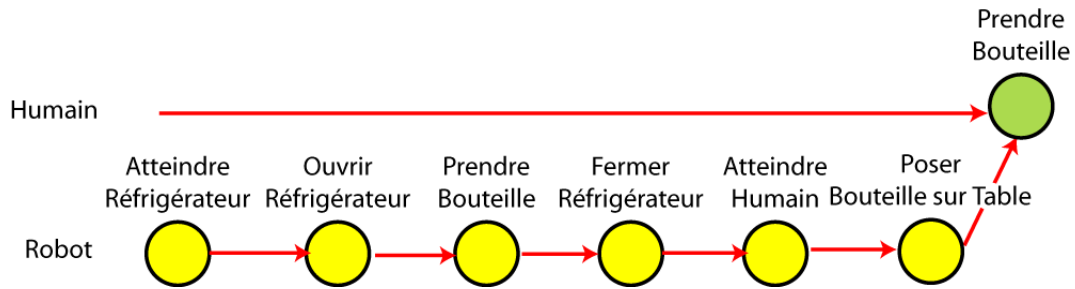 Prendre
Bouteille
Humain
Atteindre
Réfrigérateur
Ouvrir
Réfrigérateur
Prendre
Bouteille
Fermer
Réfrigérateur
Atteindre
Humain
Poser
Bouteille sur Table
Robot